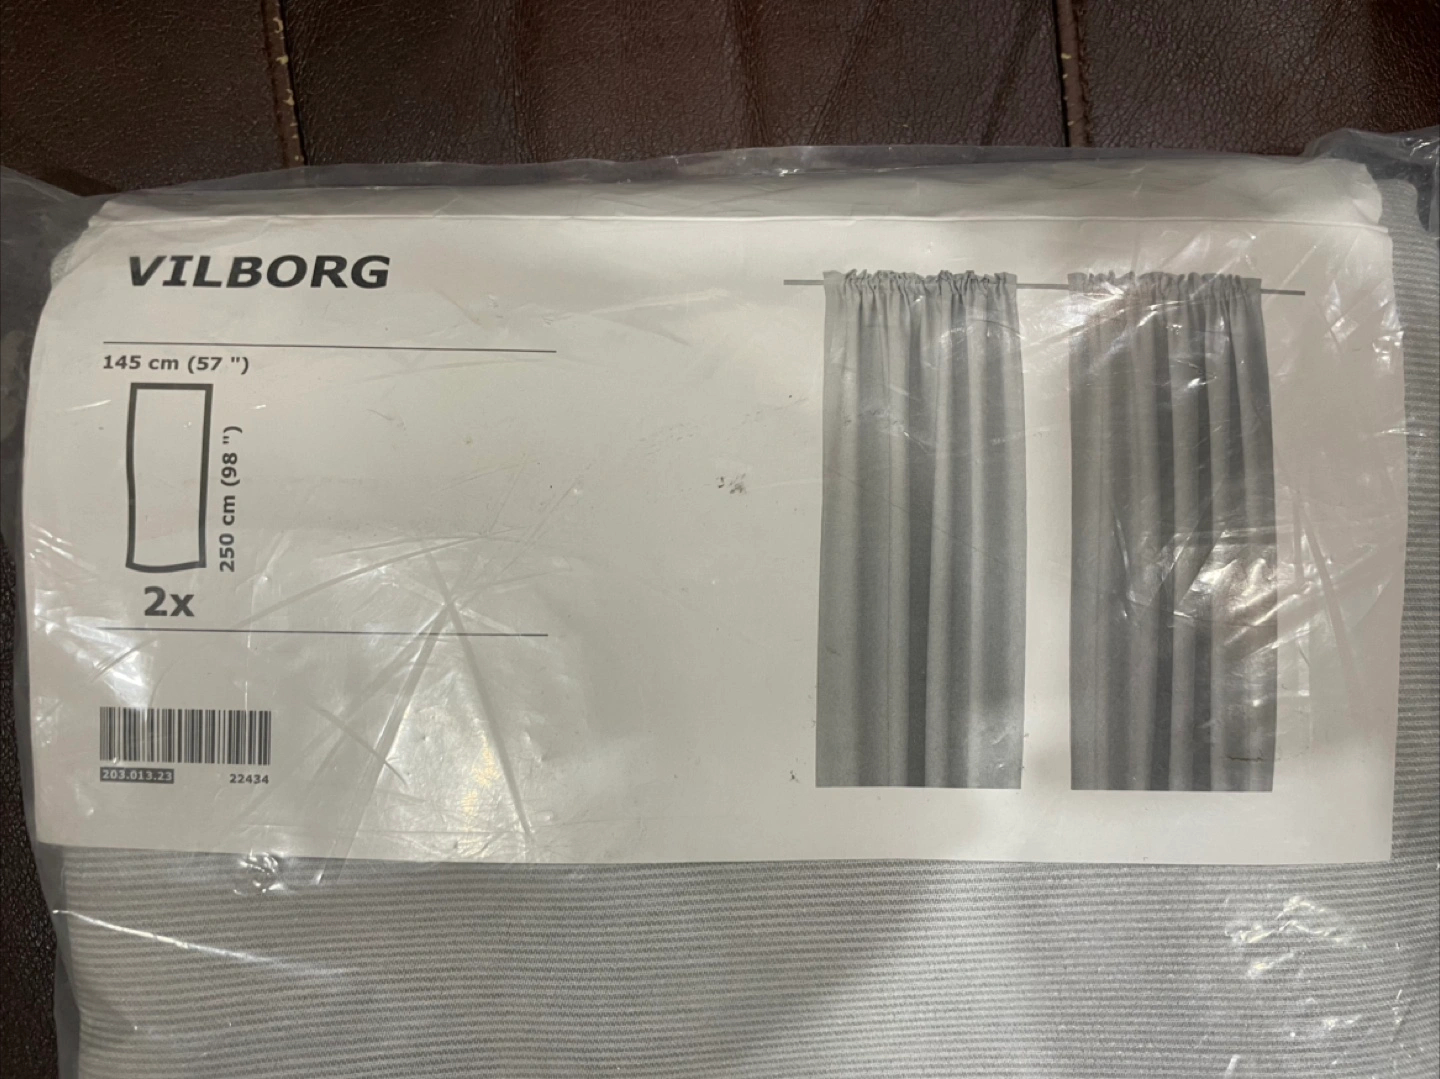 VILBORG
145 cm (57 ")
250 cm (98 ")
2x
203.013.23 22434